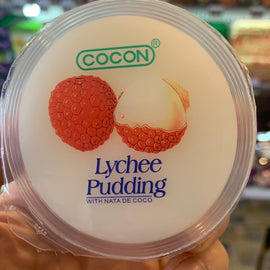 COCON®
Lychee
Pudding
WITH NATA DE COCO